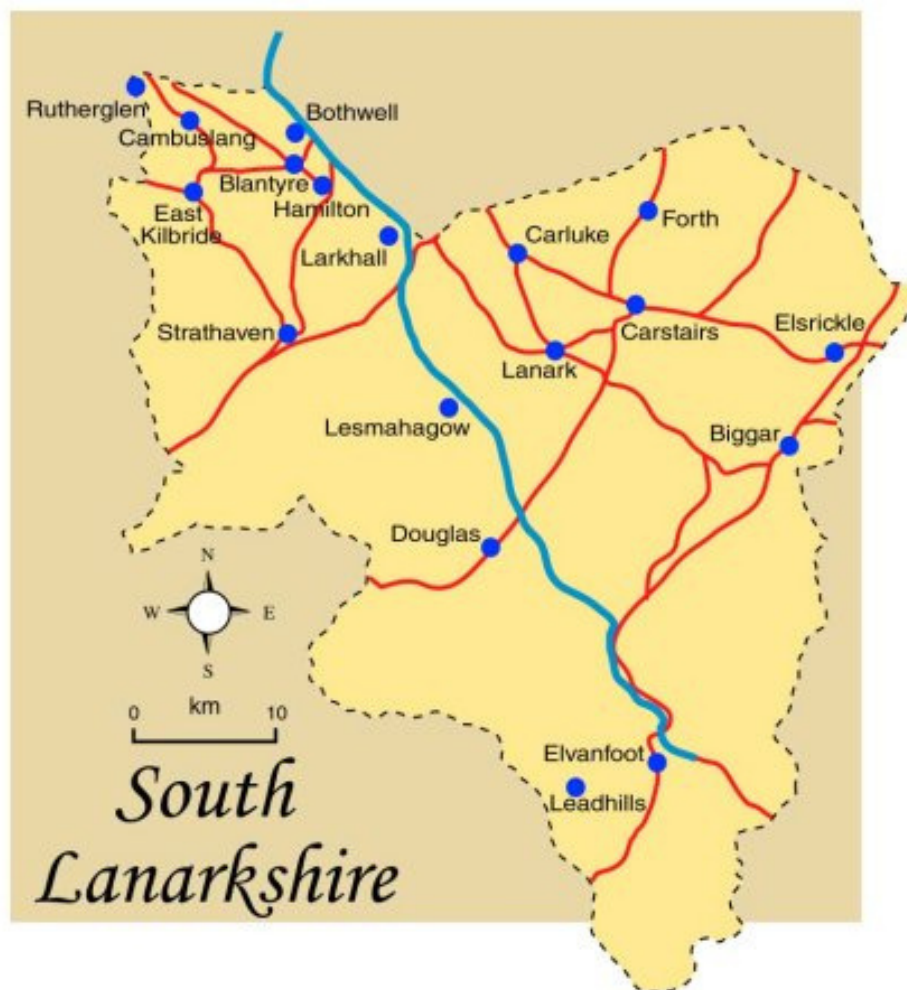 Rutherglen
Bothwell
Cambuslang
Blantyre
Hamilton
East
Kilbride
Larkhall
Carluke
Forth
Strathaven
Lanark
Carstairs
Elsrickle
Lesmahagow
Biggar
Douglas
N
W
E
S
0
km
10
Elvanfoot
Leadhills
South
Lanarkshire